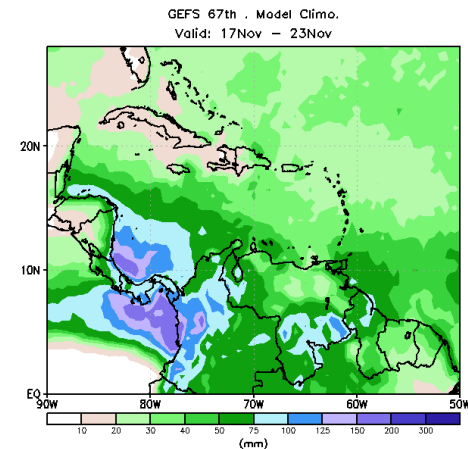 GEFS 67th . Model Climo.
Valid: 17Nov – 23Nov
20N
10N
EQ
90W 80W 70W 60W 50W
10 20 30 40 50 75 100 125 150 200 300
(mm)